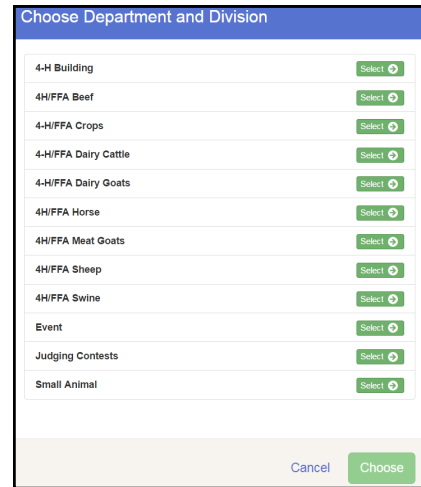 Choose Department and Division
4-H Building Select
4H/FFA Beef Select
4-H/FFA Crops Select
4-H/FFA Dairy Cattle Select
4-H/FFA Dairy Goats Select
4H/FFA Horse Select
4H/FFA Meat Goats Select
4H/FFA Sheep Select
4H/FFA Swine Select
Event Select
Judging Contests Select
Small Animal Select
Cancel Choose